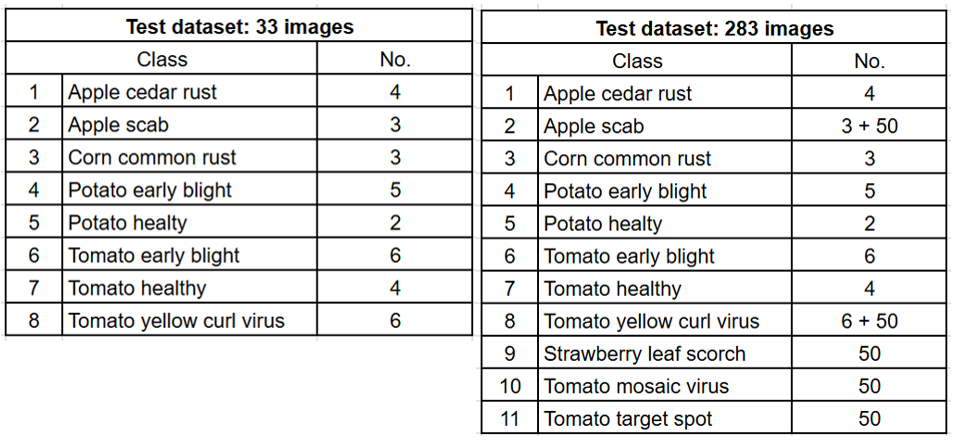 Test dataset: 33 images
Class No.
1 Apple cedar rust 4
2 Apple scab 3
3 Corn common rust 3
4 Potato early blight 5
5 Potato healty 2
6 Tomato early blight 6
7 Tomato healthy 4
8 Tomato yellow curl virus 6
Test dataset: 283 images
Class No.
1 Apple cedar rust 4
2 Apple scab 3 + 50
3 Corn common rust 3
4 Potato early blight 5
5 Potato healty 2
6 Tomato early blight 6
7 Tomato healthy 4
8 Tomato yellow curl virus 6 + 50
9 Strawberry leaf scorch 50
10 Tomato mosaic virus 50
11 Tomato target spot 50